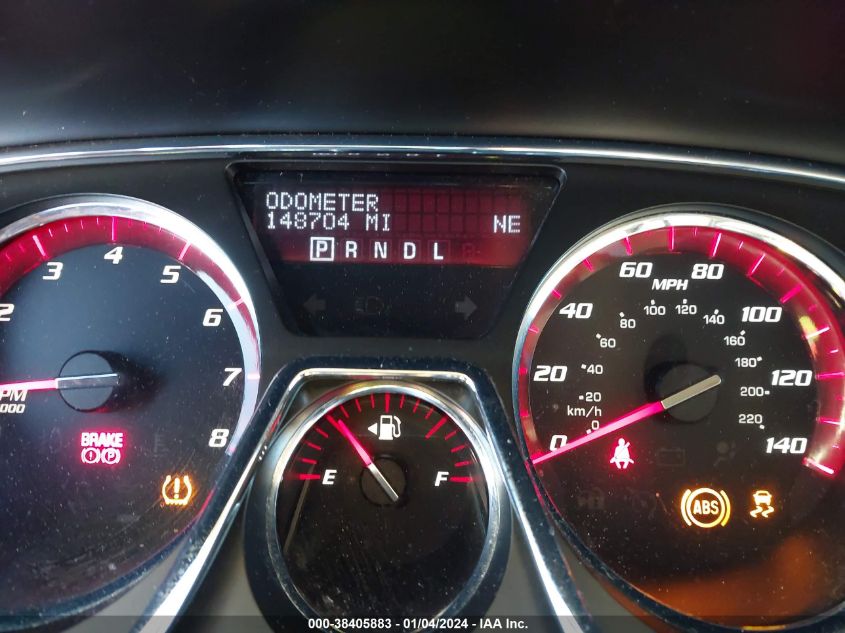 ODOMETER
148704 MI NE
P R N D L
2 3 4 5 6 7 8
BRAKE
(!) (P)
E F
0 20 40 60 80 100 120 140
MPH
0 20 40 60 80 100 120 140 160 180 200 220
km/h
ABS
000-38405883 - 01/04/2024 - IAA Inc.